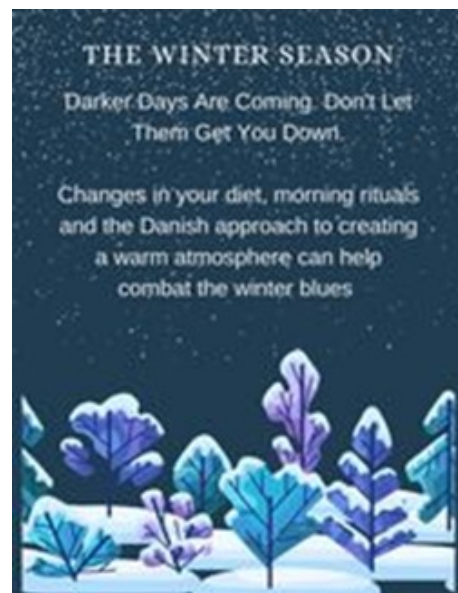 THE WINTER SEASON
Darker Days Are Coming. Don't Let
Them Get You Down.
Changes in your diet, morning rituals
and the Danish approach to creating
a warm atmosphere can help
combat the winter blues